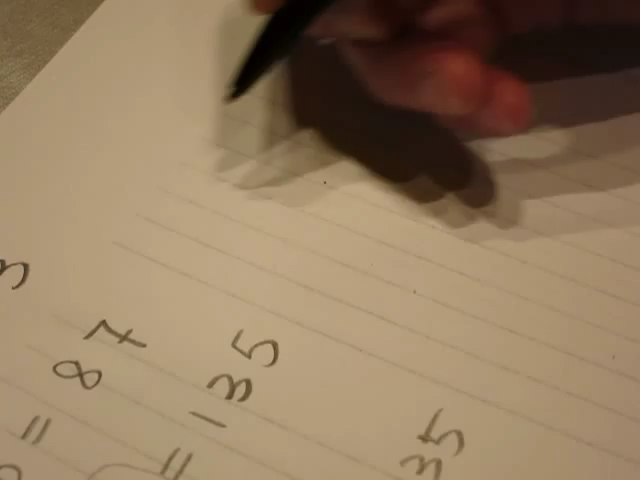 3
= 87
= 135
35